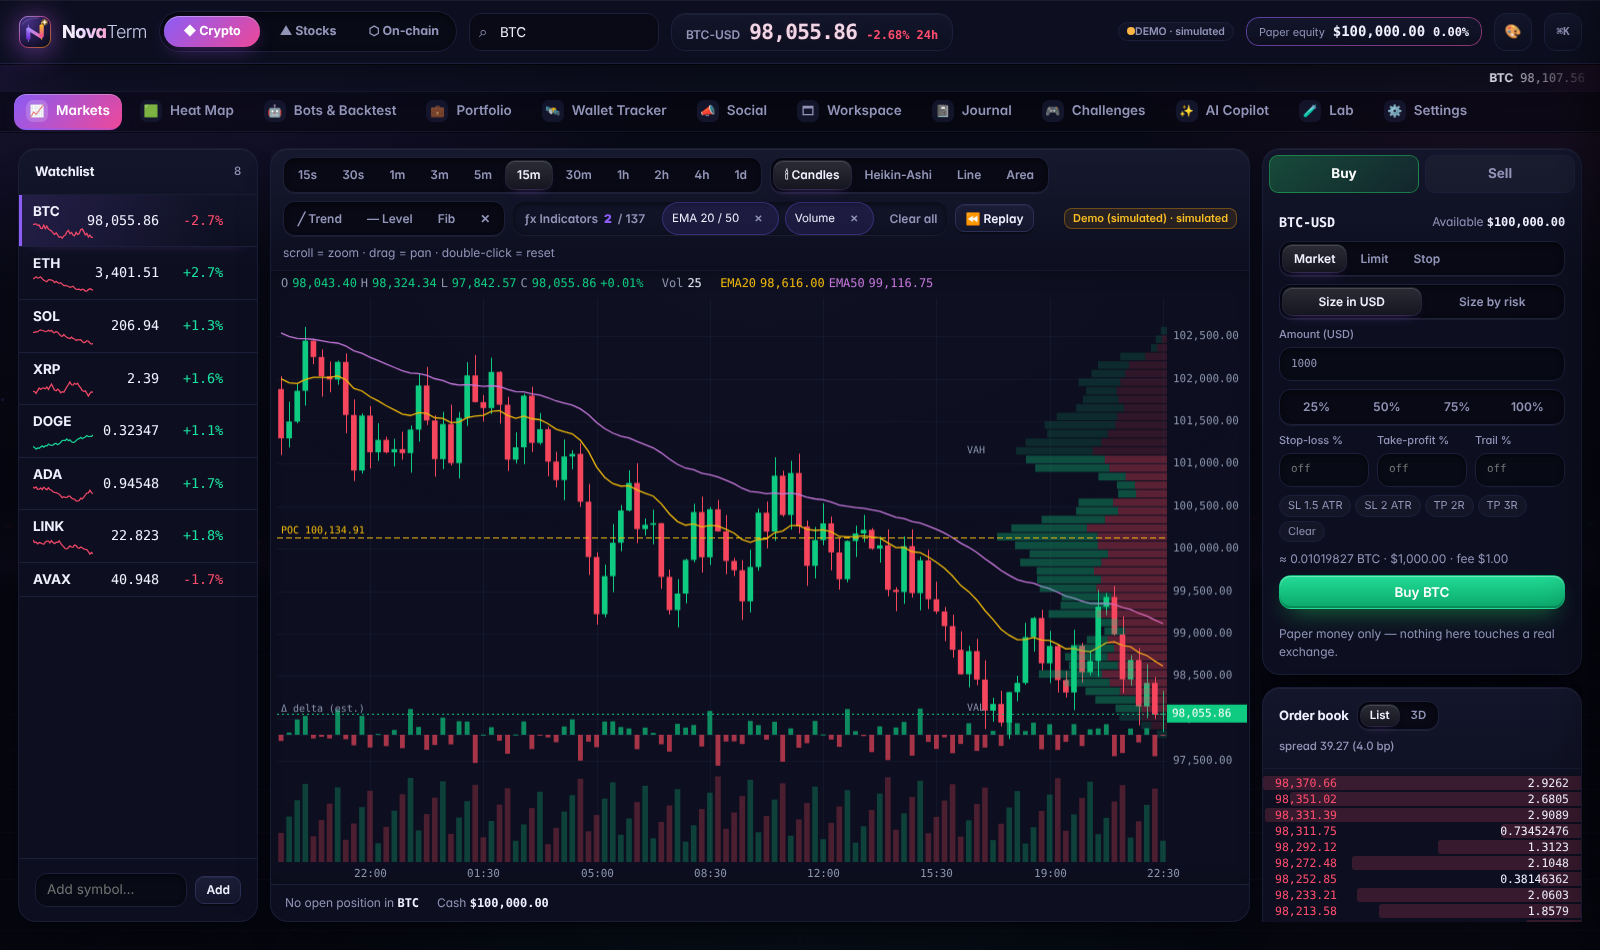 NovaTerm
Crypto
Stocks
On-chain
BTC
BTC-USD 98,055.86 -2.68% 24h
DEMO · simulated
Paper equity $100,000.00 0.00%
⌘K
BTC 98,107.56
Markets
Heat Map
Bots & Backtest
Portfolio
Wallet Tracker
Social
Workspace
Journal
Challenges
AI Copilot
Lab
Settings
Watchlist 8
BTC 98,055.86 -2.7%
ETH 3,401.51 +2.7%
SOL 206.94 +1.3%
XRP 2.39 +1.6%
DOGE 0.32347 +1.1%
ADA 0.94548 +1.7%
LINK 22.823 +1.8%
AVAX 40.948 -1.7%
Add symbol...
Add
15s 30s 1m 3m 5m 15m 30m 1h 2h 4h 1d
Candles Heikin-Ashi Line Area
Trend — Level Fib ✕
ƒx Indicators 2 / 137
EMA 20 / 50 ×
Volume ×
Clear all
Replay
Demo (simulated) · simulated
scroll = zoom · drag = pan · double-click = reset
O 98,043.40 H 98,324.34 L 97,842.57 C 98,055.86 +0.01% Vol 25 EMA20 98,616.00 EMA50 99,116.75
102,500.00
102,000.00
101,500.00
VAH
101,000.00
100,500.00
POC 100,134.91
100,000.00
99,500.00
99,000.00
98,500.00
Δ delta (est.)
VAL
98,055.86
97,500.00
22:00 01:30 05:00 08:30 12:00 15:30 19:00 22:30
No open position in BTC Cash $100,000.00
Buy
Sell
BTC-USD Available $100,000.00
Market Limit Stop
Size in USD Size by risk
Amount (USD)
1000
25% 50% 75% 100%
Stop-loss % Take-profit % Trail %
off off off
SL 1.5 ATR SL 2 ATR TP 2R TP 3R
Clear
≈ 0.01019827 BTC · $1,000.00 · fee $1.00
Buy BTC
Paper money only — nothing here touches a real
exchange.
Order book List 3D
spread 39.27 (4.0 bp)
98,370.66 2.9262
98,351.02 2.6805
98,331.39 2.9089
98,311.75 0.73452476
98,292.12 1.3123
98,272.48 2.1048
98,252.85 0.38146362
98,233.21 2.0603
98,213.58 1.8579